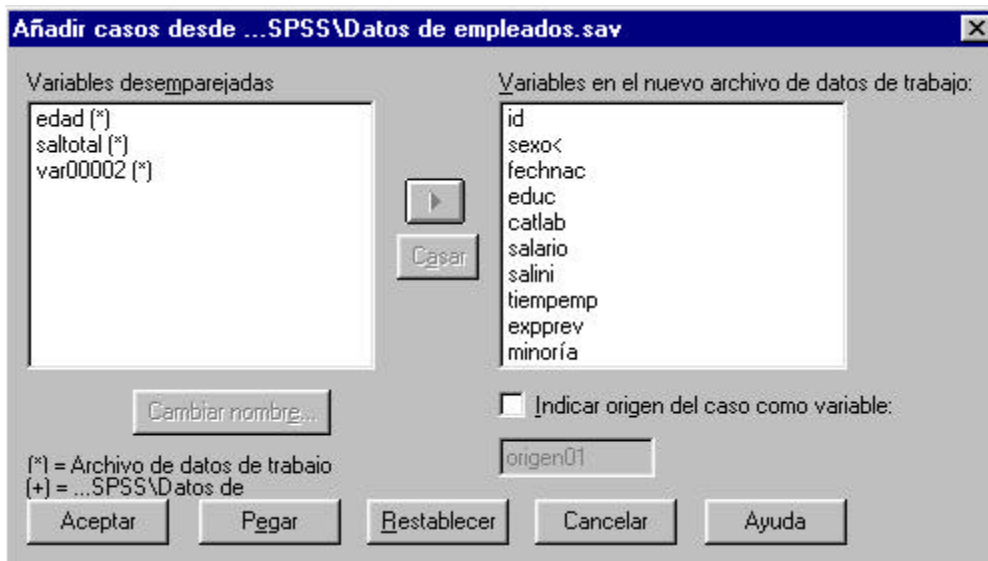 Añadir casos desde ...SPSS\Datos de empleados.sav
Variables desemparejadas
edad (*)
saltotal (*)
var00002 (*)
Casar
Variables en el nuevo archivo de datos de trabajo:
id
sexo<
fechnac
educ
catlab
salario
salini
tiempemp
expprev
minoría
Cambiar nombre...
Indicar origen del caso como variable:
origen01
(*) = Archivo de datos de trabajo
(+) = ...SPSS\Datos de
Aceptar
Pegar
Restablecer
Cancelar
Ayuda